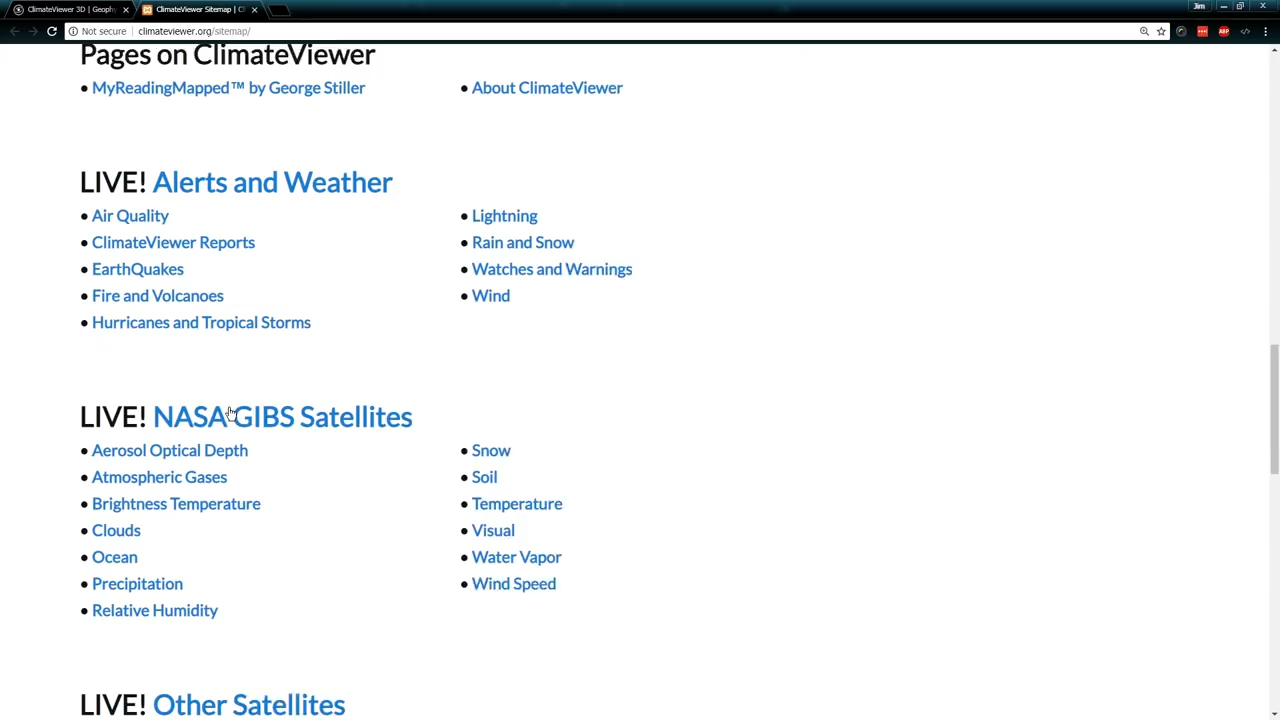 ClimateViewer 3D | Geoph
ClimateViewer Sitemap | Cl
Jim
Not secure | climateviewer.org/sitemap/
ABP
Pages on ClimateViewer
• MyReadingMapped™ by George Stiller
• About ClimateViewer
LIVE! Alerts and Weather
• Air Quality
• ClimateViewer Reports
• EarthQuakes
• Fire and Volcanoes
• Hurricanes and Tropical Storms
• Lightning
• Rain and Snow
• Watches and Warnings
• Wind
LIVE! NASA GIBS Satellites
• Aerosol Optical Depth
• Atmospheric Gases
• Brightness Temperature
• Clouds
• Ocean
• Precipitation
• Relative Humidity
• Snow
• Soil
• Temperature
• Visual
• Water Vapor
• Wind Speed
LIVE! Other Satellites